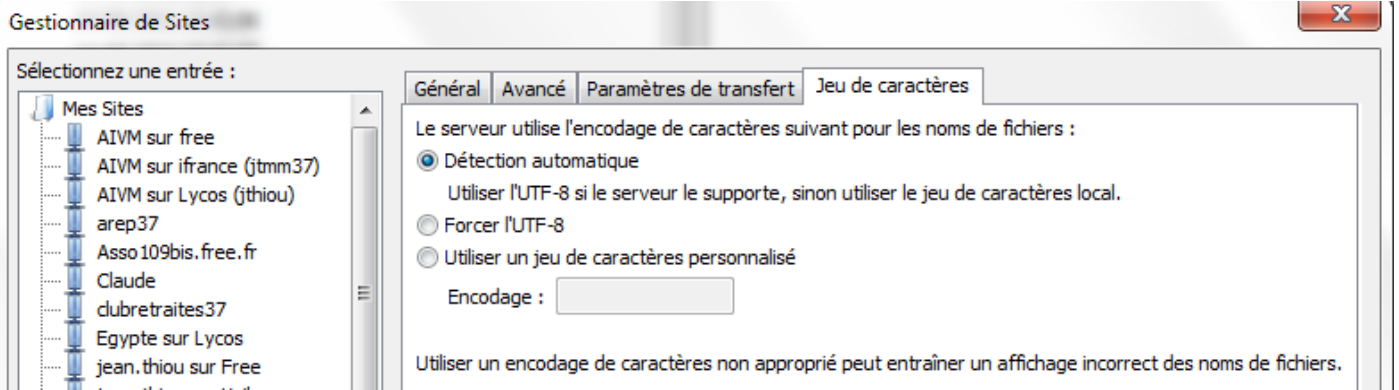 Gestionnaire de Sites
Sélectionnez une entrée :
Mes Sites
AIVM sur free
AIVM sur ifrance (jtmm37)
AIVM sur Lycos (jthiou)
arep37
Asso109bis.free.fr
Claude
clubretraites37
Egypte sur Lycos
jean.thiou sur Free
Général Avancé Paramètres de transfert Jeu de caractères
Le serveur utilise l'encodage de caractères suivant pour les noms de fichiers :
Détection automatique
Utiliser l'UTF-8 si le serveur le supporte, sinon utiliser le jeu de caractères local.
Forcer l'UTF-8
Utiliser un jeu de caractères personnalisé
Encodage :
Utiliser un encodage de caractères non approprié peut entraîner un affichage incorrect des noms de fichiers.